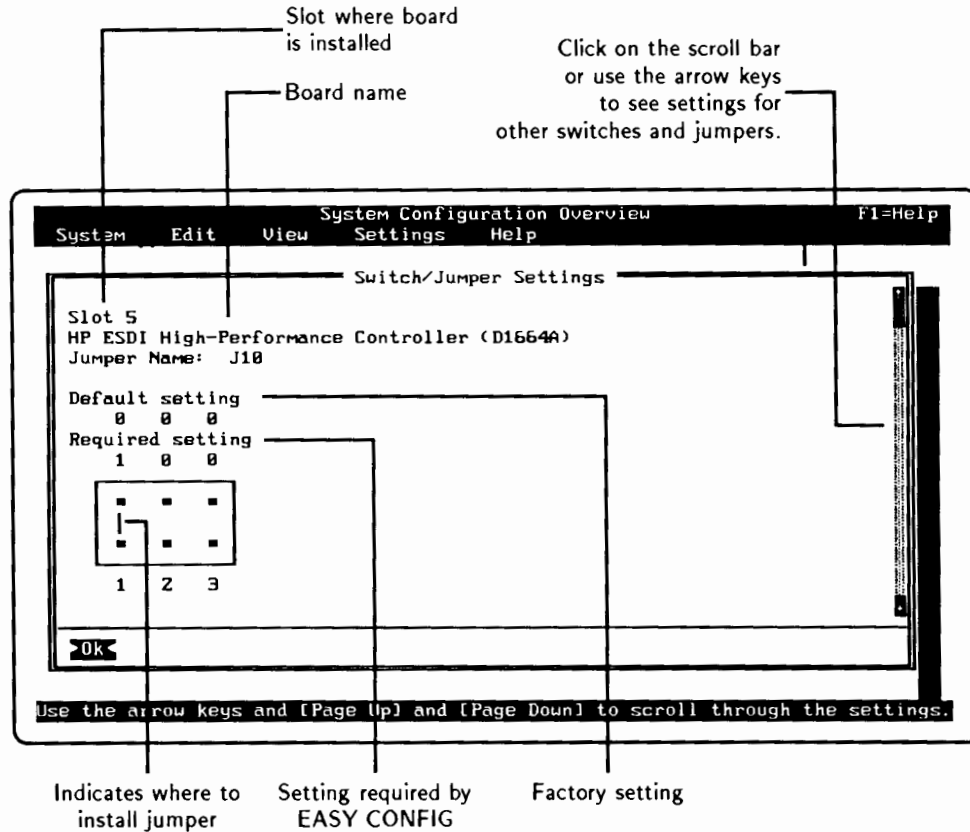 Slot where board
is installed
Board name
Click on the scroll bar
or use the arrow keys
to see settings for
other switches and jumpers.
System Configuration Overview F1=Help
System Edit View Settings Help
Switch/Jumper Settings
Slot 5
HP ESDI High-Performance Controller (D1664A)
Jumper Name: J10
Default setting
0 0 0
Required setting
1 0 0
1 2 3
>Ok<
Use the arrow keys and [Page Up] and [Page Down] to scroll through the settings.
Indicates where to
install jumper
Setting required by
EASY CONFIG
Factory setting